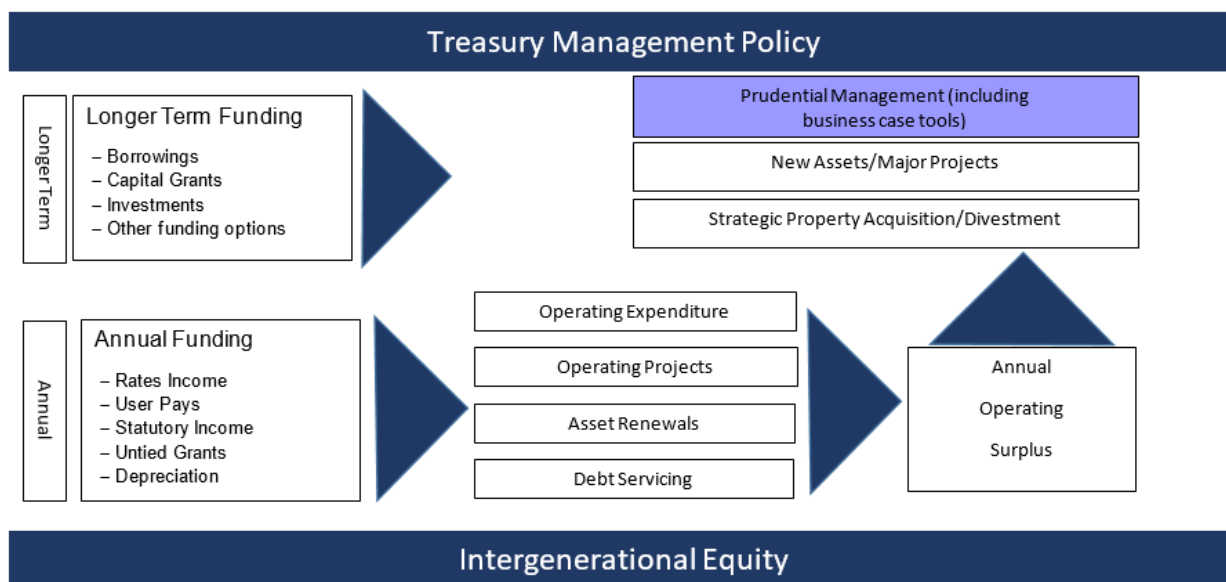 Treasury Management Policy
Longer Term
Longer Term Funding
– Borrowings
– Capital Grants
– Investments
– Other funding options
Prudential Management (including
business case tools)
New Assets/Major Projects
Strategic Property Acquisition/Divestment
Annual
Annual Funding
– Rates Income
– User Pays
– Statutory Income
– Untied Grants
– Depreciation
Operating Expenditure
Operating Projects
Asset Renewals
Debt Servicing
Annual
Operating
Surplus
Intergenerational Equity